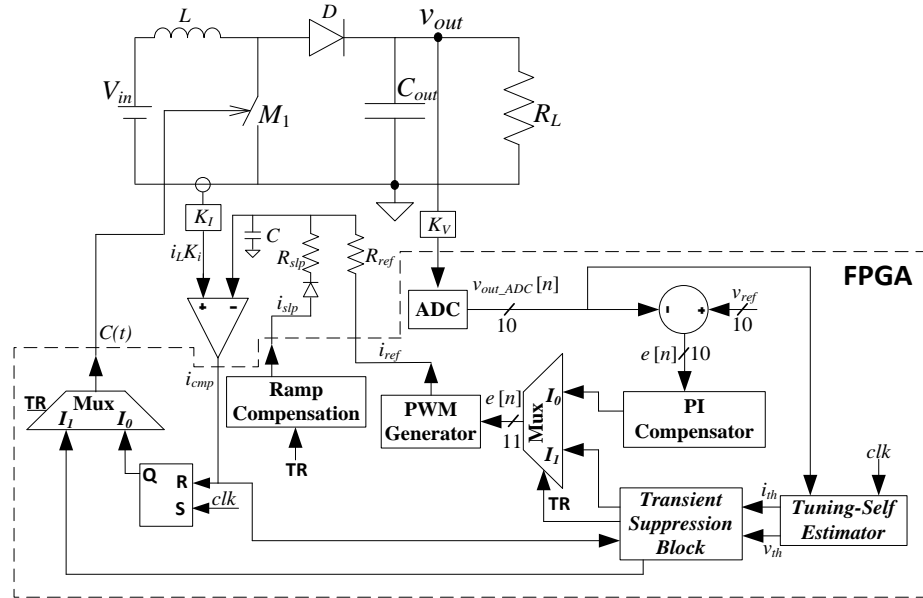 L
D
v_out
V_in
M_1
C_out
R_L
K_I
C
R_slp
R_ref
K_V
i_L K_i
FPGA
+ -
i_slp
ADC
v_out_ADC [n]
10
- +
v_ref
10
C(t)
i_cmp
i_ref
e [n]
10
TR
Mux
I_1 I_0
Ramp
Compensation
PWM
Generator
e [n]
11
Mux
I_0
I_1
PI
Compensator
TR
TR
clk
Q
R
S
clk
Transient
Suppression
Block
i_th
v_th
Tuning-Self
Estimator